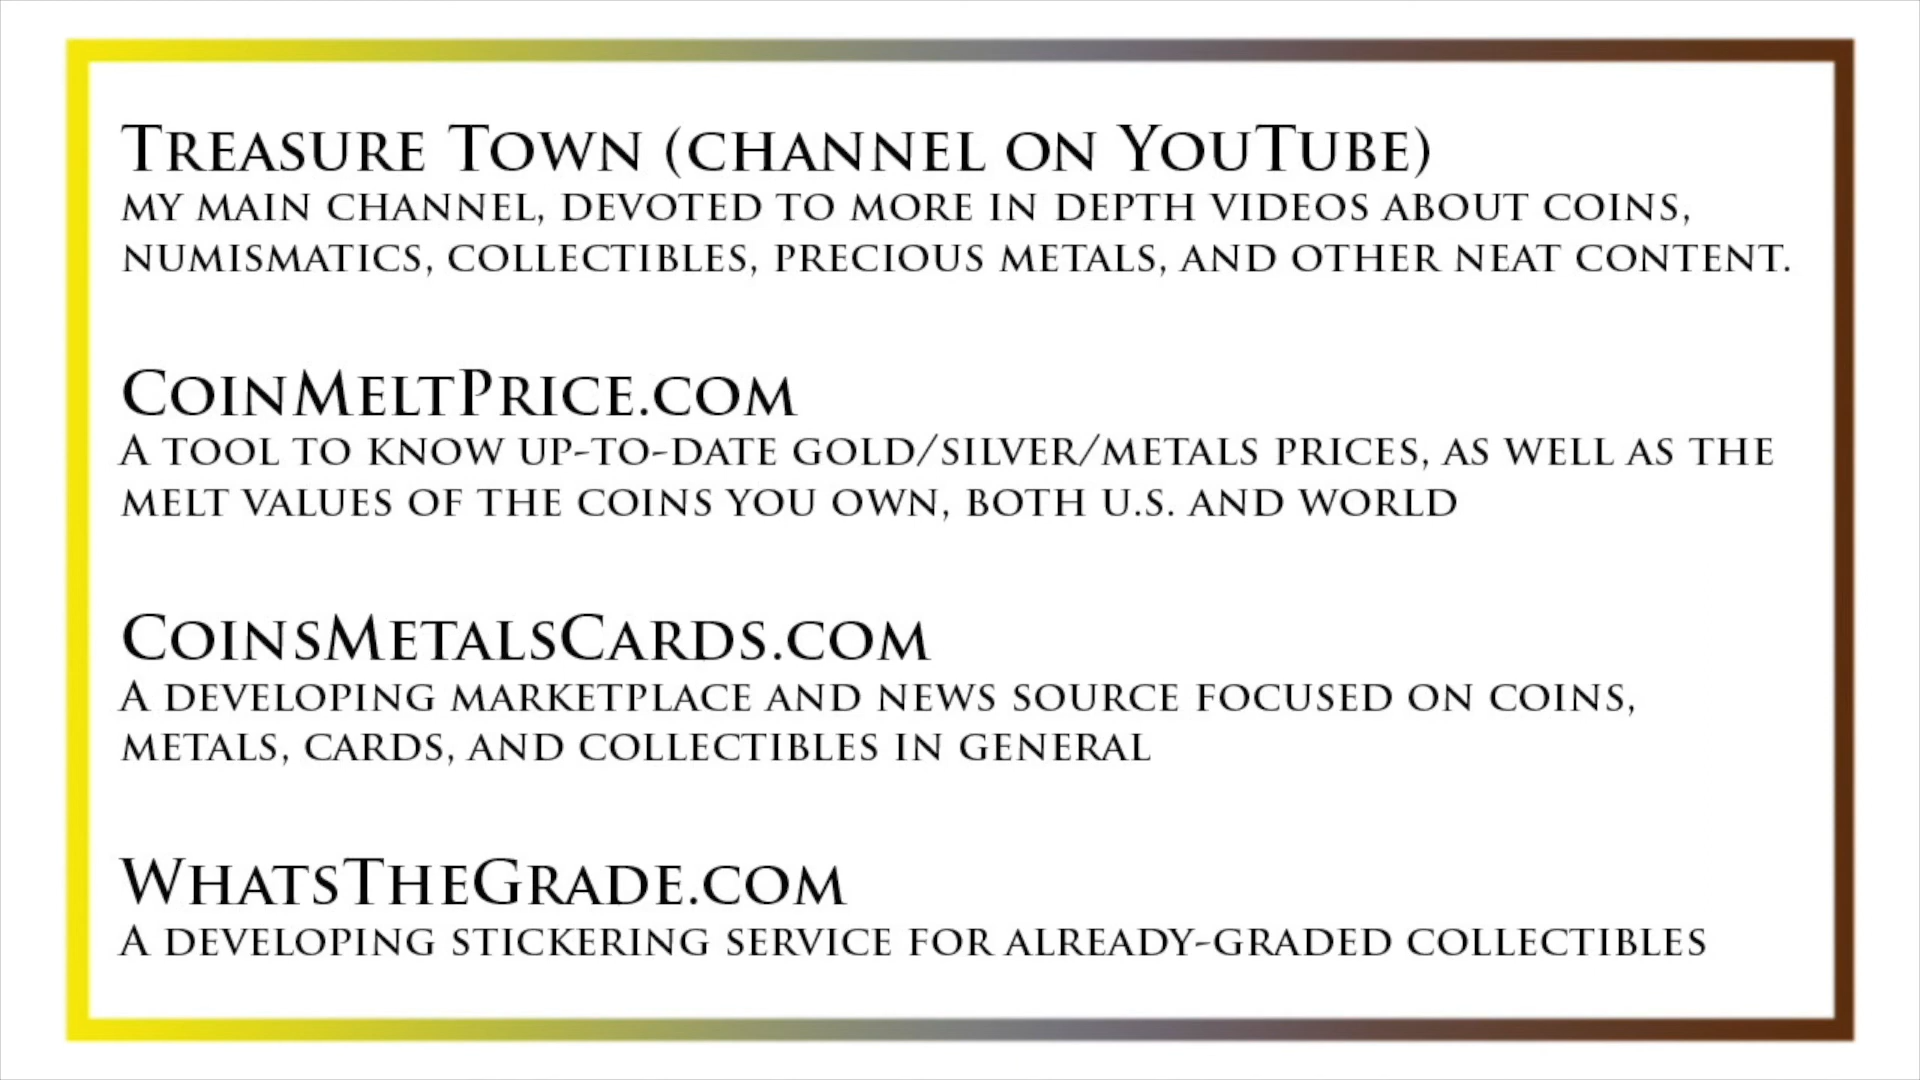 Treasure Town (channel on YouTube)
my main channel, devoted to more in depth videos about coins,
numismatics, collectibles, precious metals, and other neat content.
CoinMeltPrice.com
A tool to know up-to-date gold/silver/metals prices, as well as the
melt values of the coins you own, both U.S. and world
CoinsMetalsCards.com
A developing marketplace and news source focused on coins,
metals, cards, and collectibles in general
WhatsTheGrade.com
A developing stickering service for already-graded collectibles